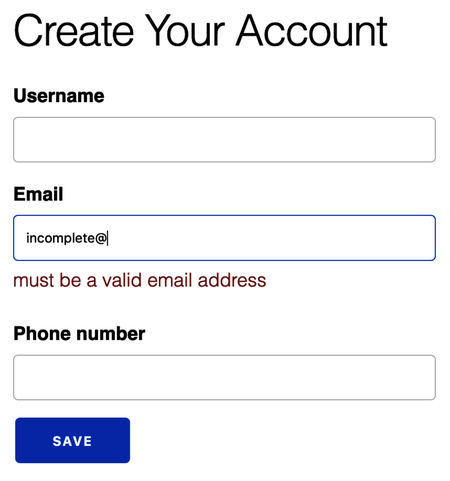 Create Your Account
Username
Email
incomplete@
must be a valid email address
Phone number
SAVE